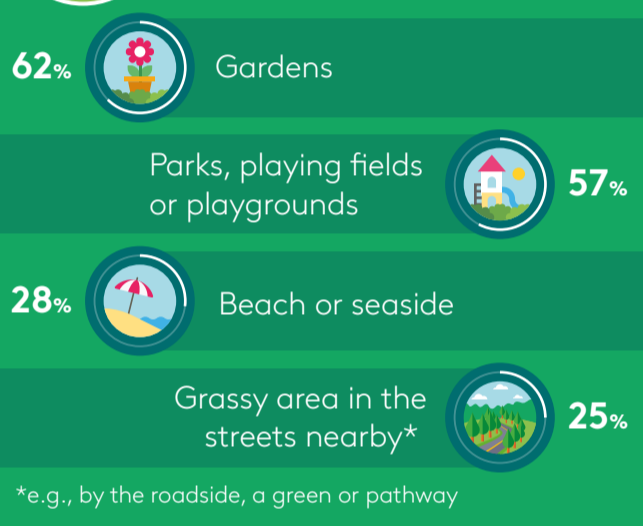 62% Gardens
Parks, playing fields
or playgrounds
57%
28% Beach or seaside
Grassy area in the
streets nearby*
25%
*e.g., by the roadside, a green or pathway